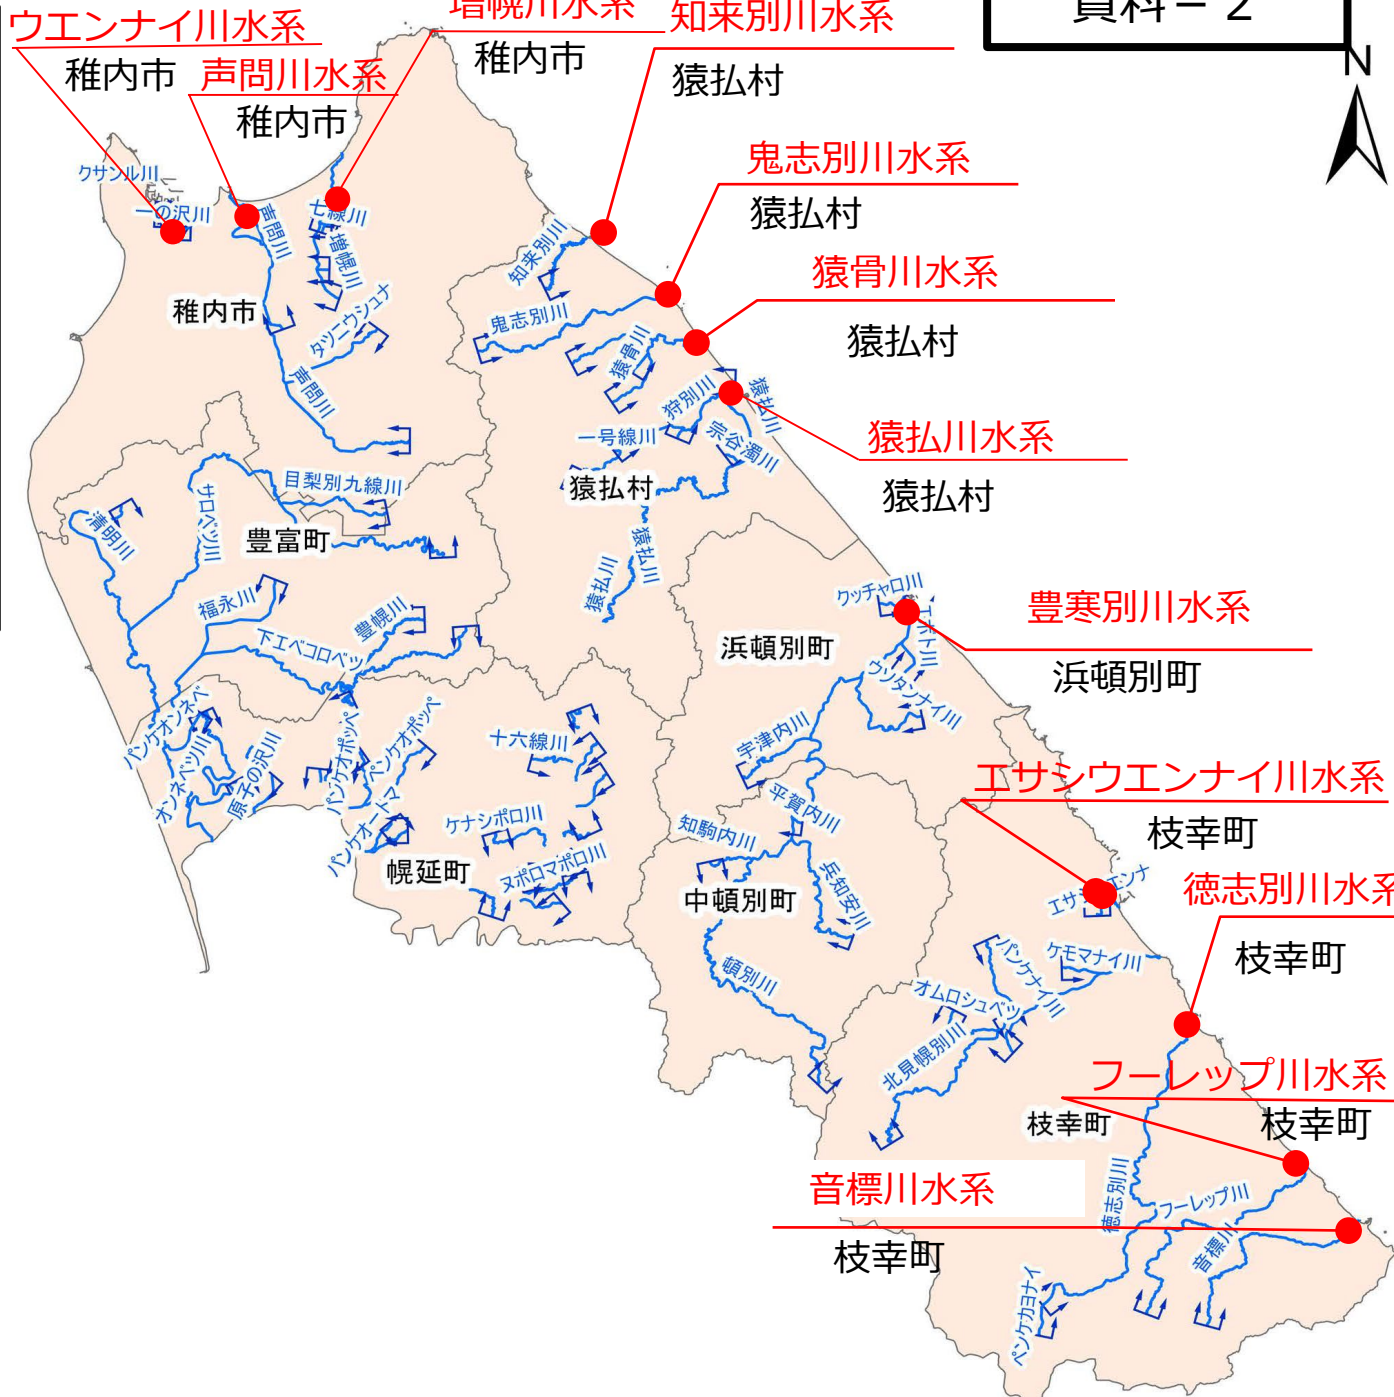 資料－２
N
ウエンナイ川水系
稚内市
声問川水系
稚内市
増幌川水系
稚内市
知来別川水系
猿払村
鬼志別川水系
猿払村
猿骨川水系
猿払村
猿払川水系
猿払村
豊寒別川水系
浜頓別町
エサシウエンナイ川水系
枝幸町
徳志別川水系
枝幸町
フーレップ川水系
枝幸町
音標川水系
枝幸町
クサンル川
一の沢川
声問川
七線川
増幌川
タツニウシュナ
稚内市
声問川
知来別川
鬼志別川
猿骨川
狩別川
猿払川
一号線川
宗谷濁川
猿払村
猿払川
猿払川
目梨別九線川
サロベツ川
清明川
豊富町
福永川
豊幌川
下エベコロベツ
クッチャロ川
浜頓別町
ウツタンナイ川
宇津内川
パンケオンネベ
オンネベツ川
原子の沢川
パンケオポッペ
ペンケオポッペ
パンケオートマ
十六線川
ケナシポロ川
ヌポロマポロ川
幌延町
平賀内川
知駒内川
兵知安川
中頓別町
頓別川
ケモマナイ川
パンケナイ川
オムロシュベツ
北見幌別川
枝幸町
徳志別川
フーレップ川
音標川
ペンケカヨナイ